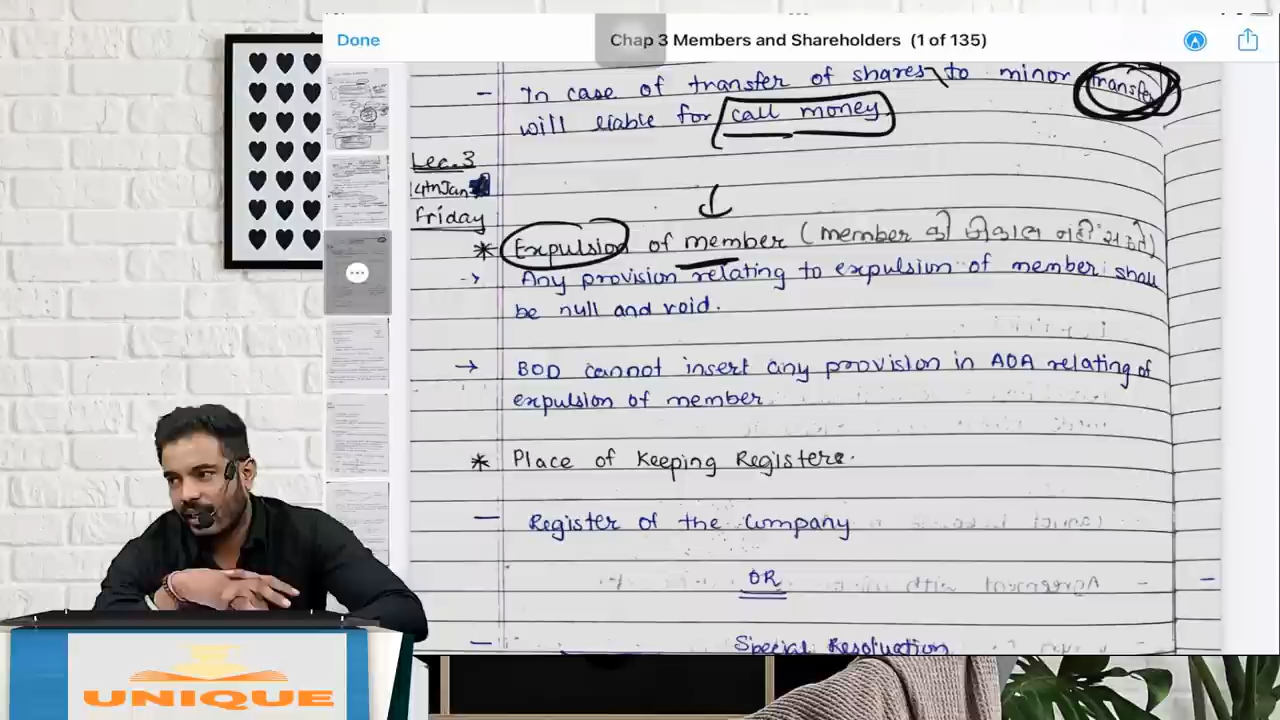 Done
Chap 3 Members and Shareholders (1 of 135)
- In case of transfer of shares to minor transfer
will liable for call money
Lec.3
14th Jan
Friday
* Expulsion of member (member को निकाल नहीं सकते)
→ Any provision relating to expulsion of member shall
be null and void.
→ BOD cannot insert any provision in AOA relating of
expulsion of member
* Place of Keeping Registers.
- Register of the Company
OR
- Special Resolution
UNIQUE